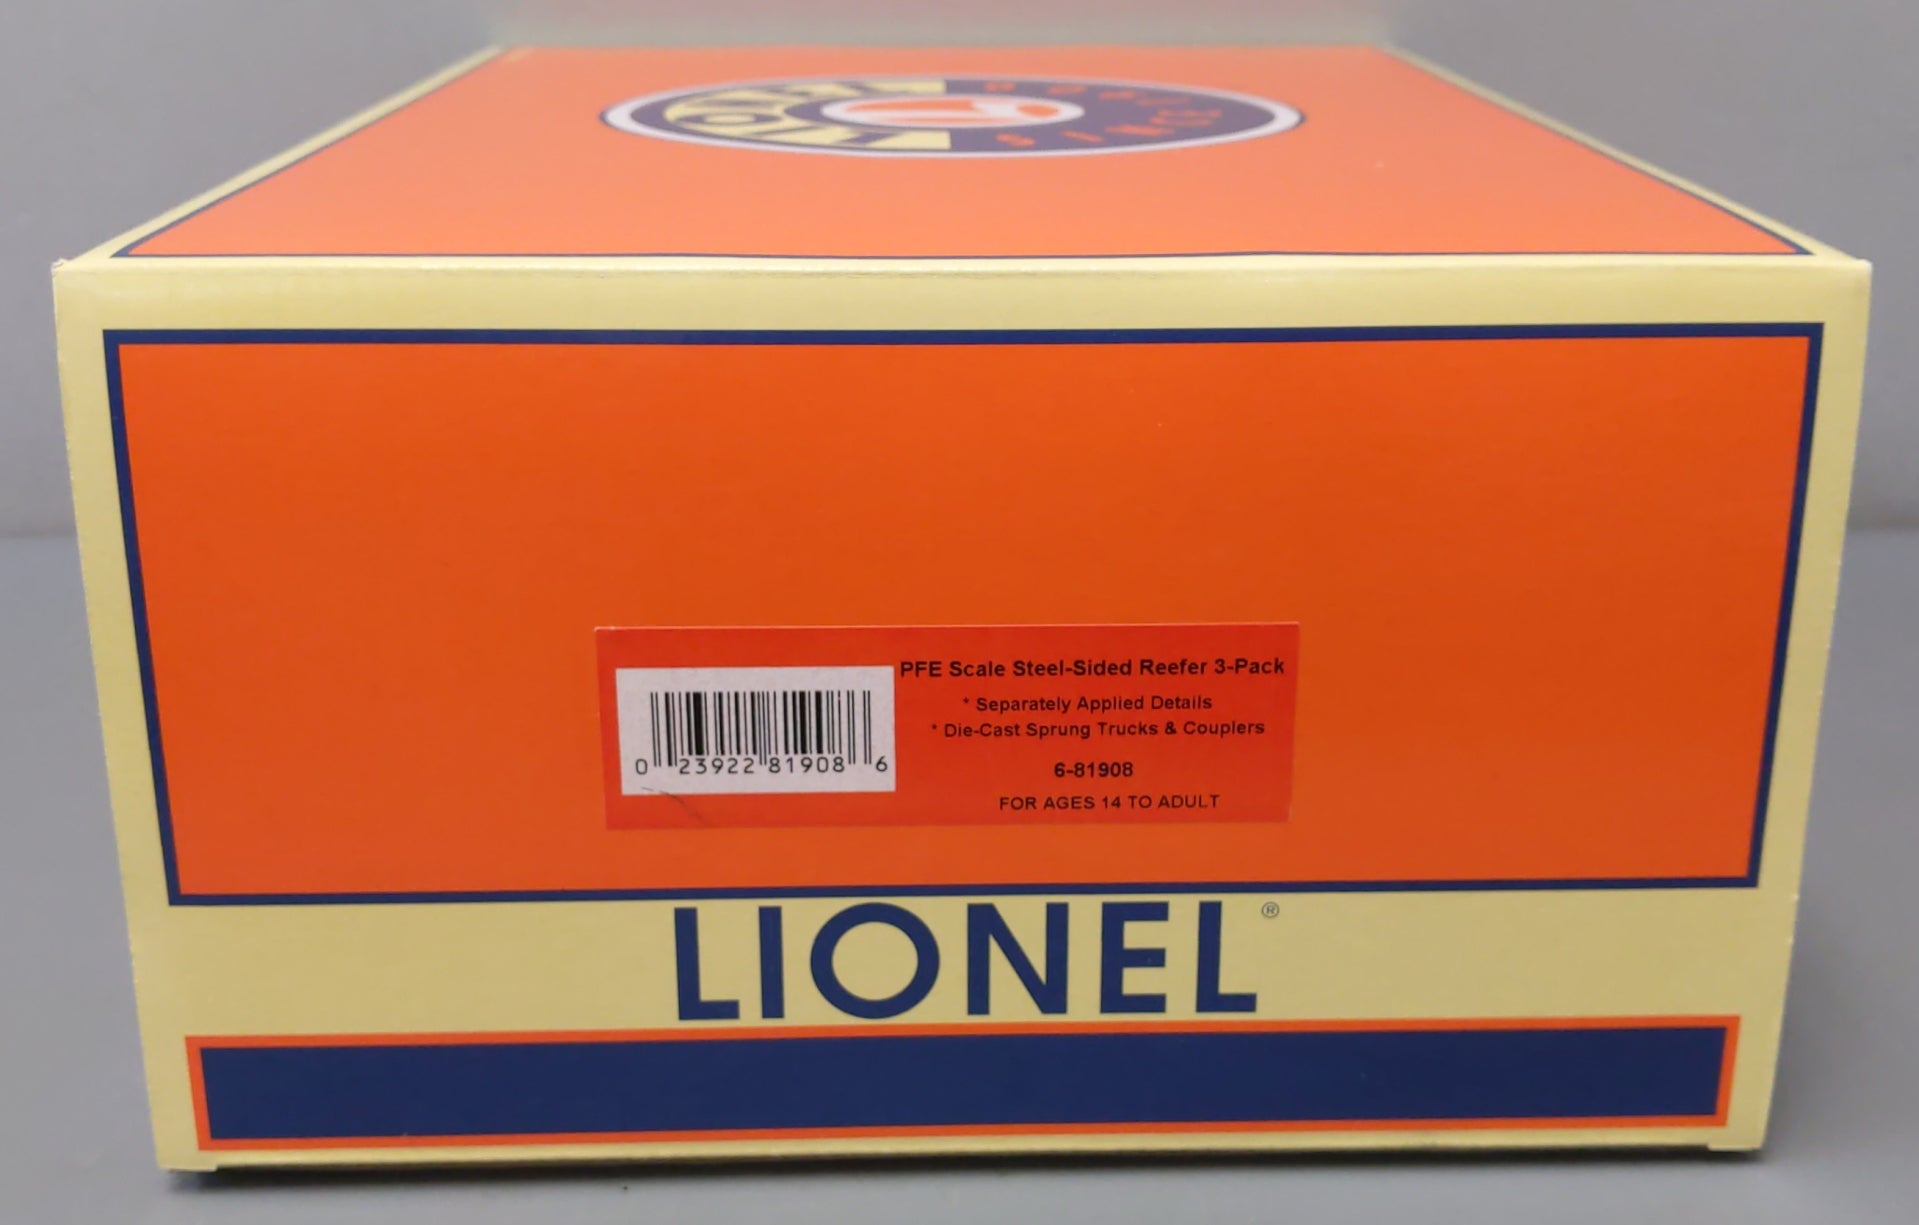 LIONEL
PFE Scale Steel-Sided Reefer 3-Pack
* Separately Applied Details
* Die-Cast Sprung Trucks & Couplers
0 23922 81908 6
6-81908
FOR AGES 14 TO ADULT
LIONEL®